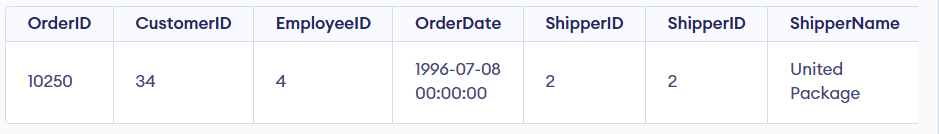 OrderID CustomerID EmployeeID OrderDate ShipperID ShipperID ShipperName
10250 34 4 1996-07-08 2 2 United
00:00:00 Package